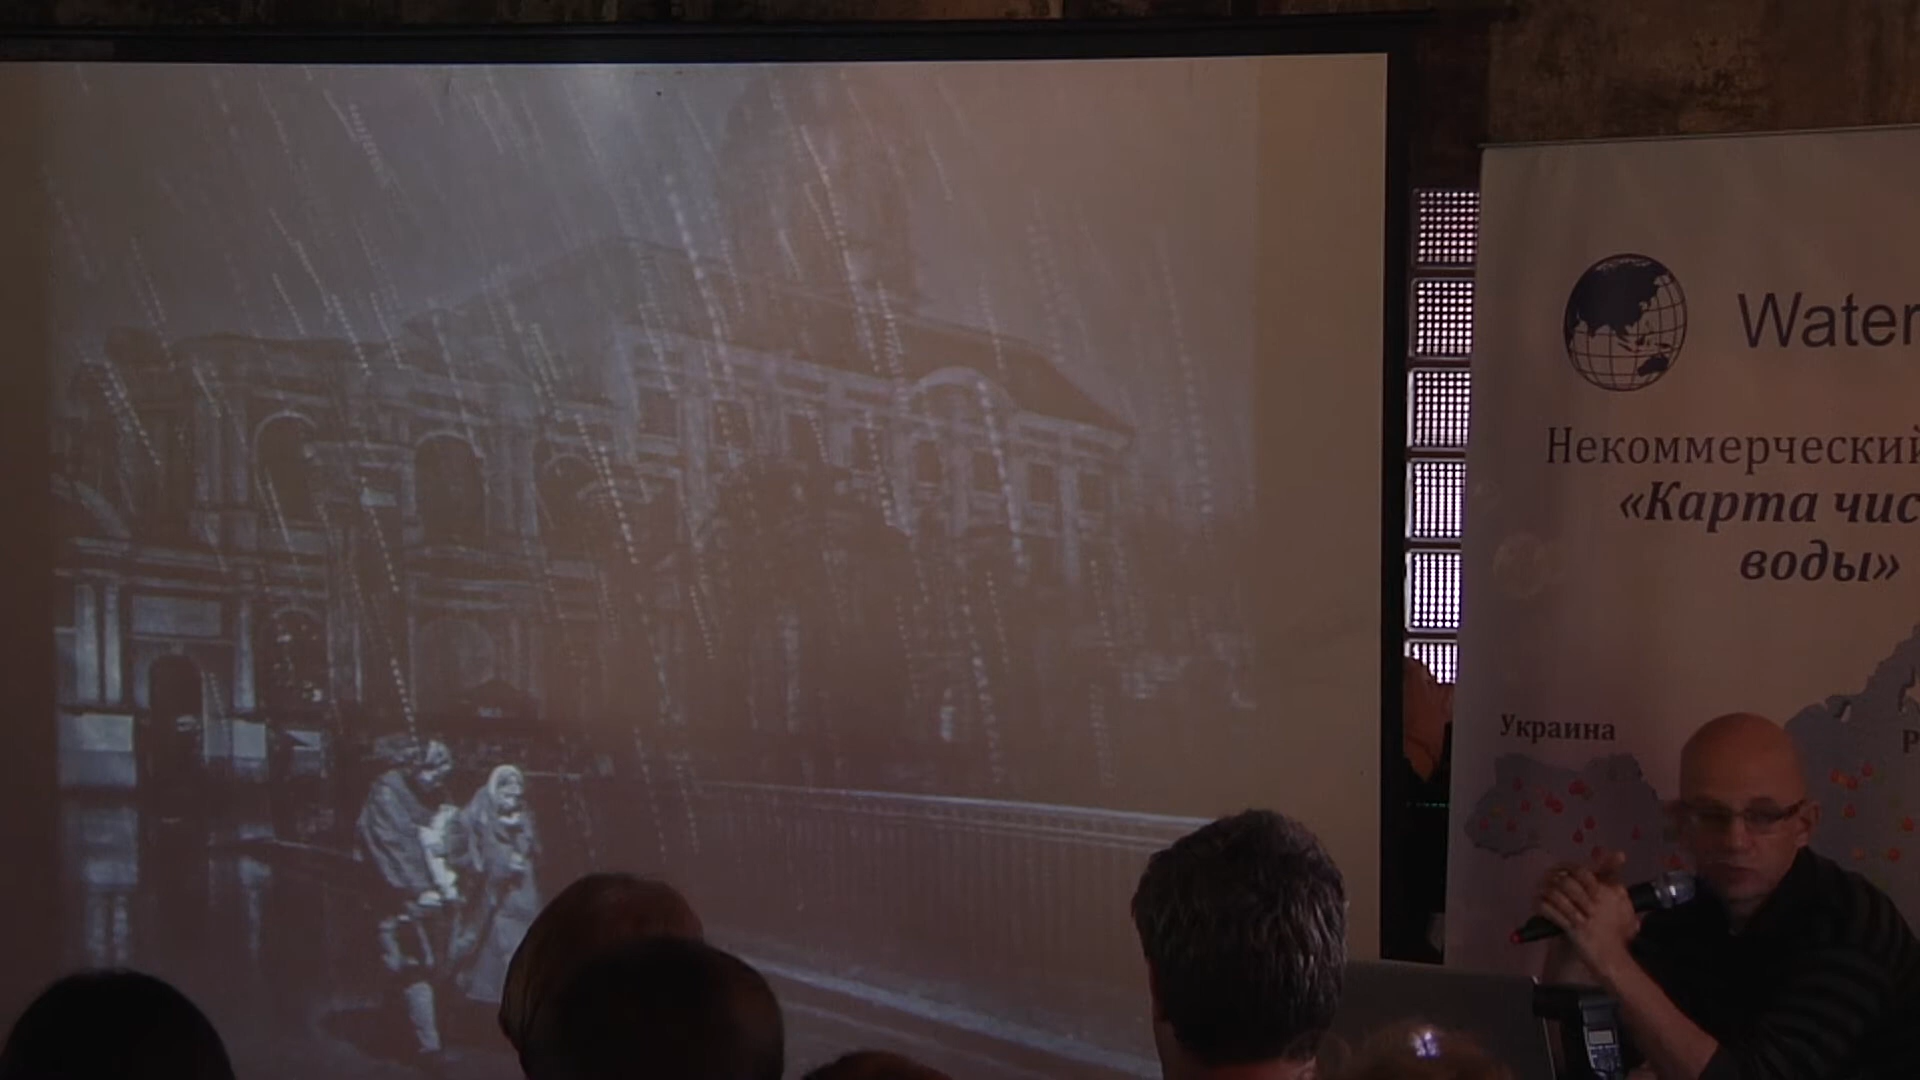 Water
Некоммерческий
«Карта чис
воды»
Украина
Р